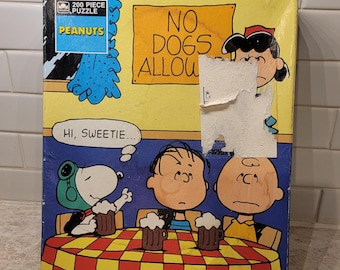 200 PIECE
PUZZLE
PEANUTS
NO
DOGS
ALLOW
HI, SWEETIE...